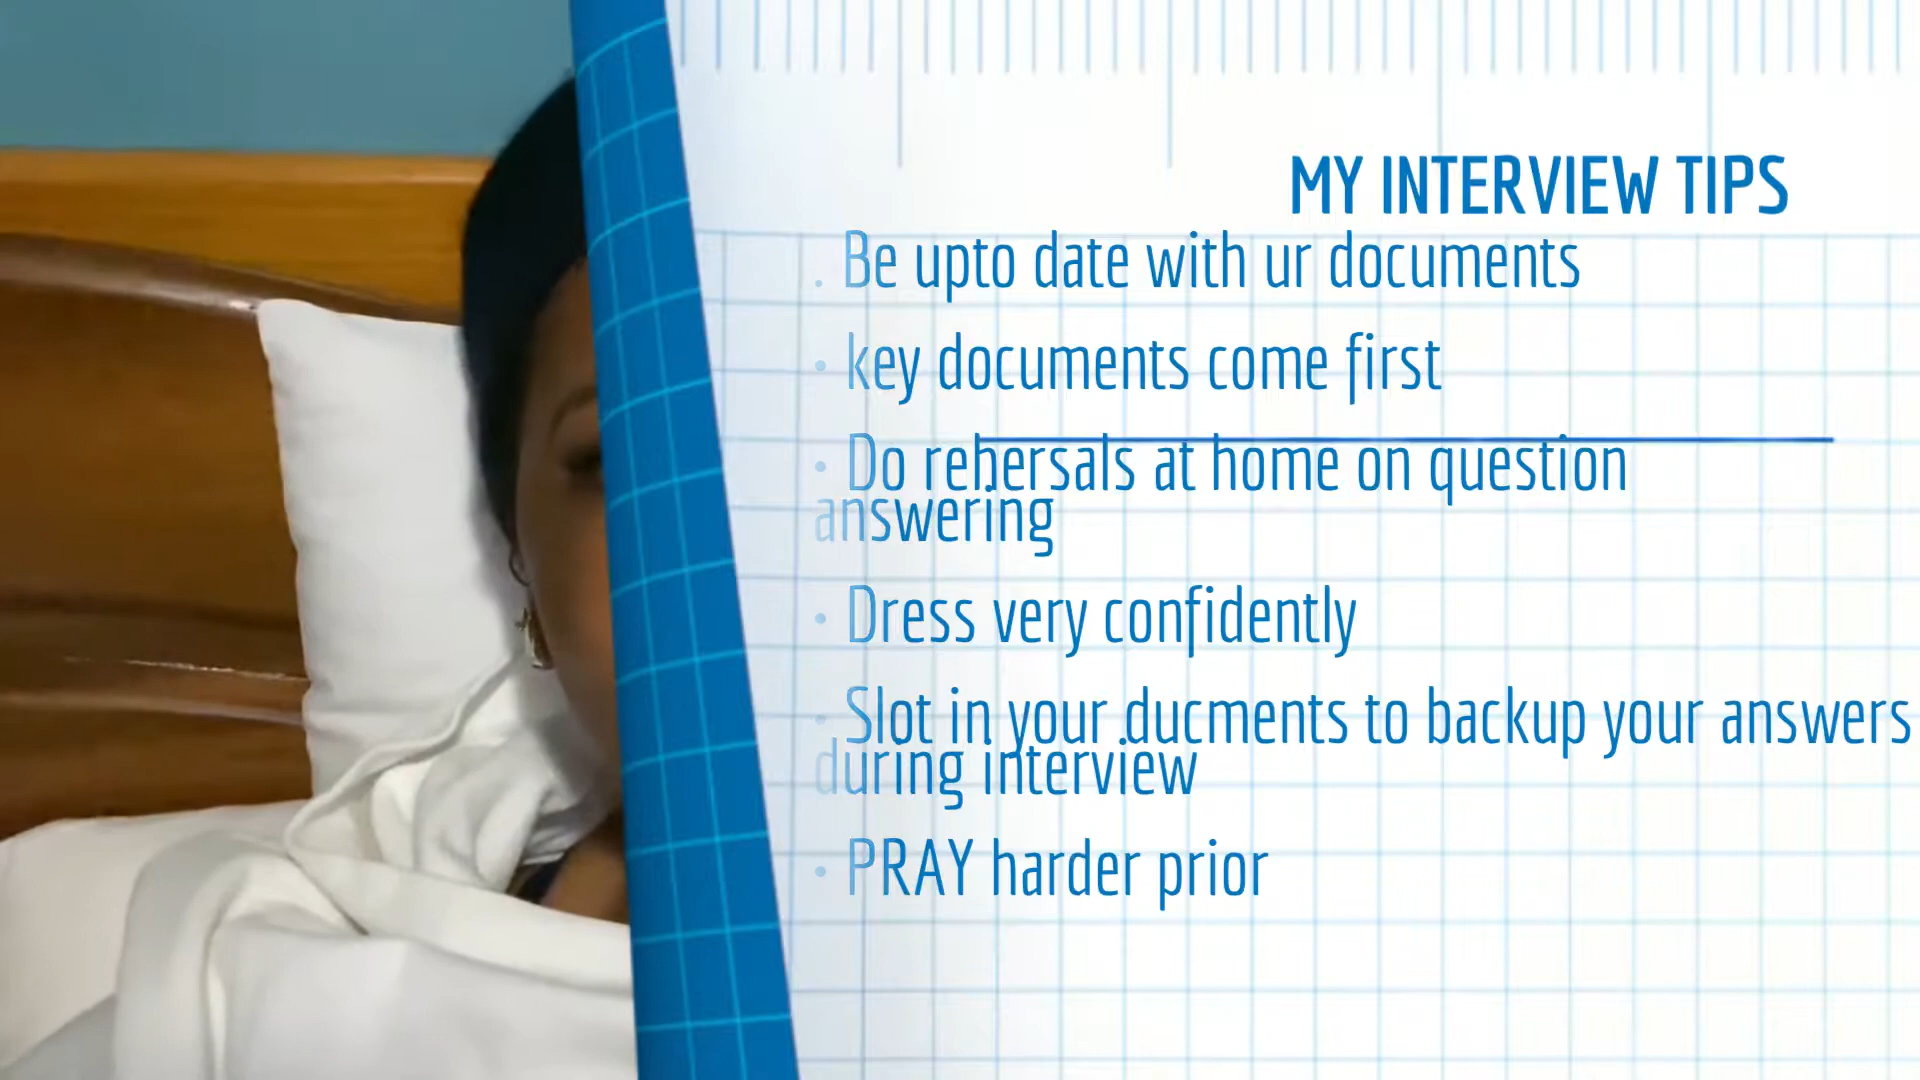 MY INTERVIEW TIPS
. Be upto date with ur documents
• key documents come first
• Do rehersals at home on question
answering
• Dress very confidently
• Slot in your ducments to backup your answers
during interview
• PRAY harder prior